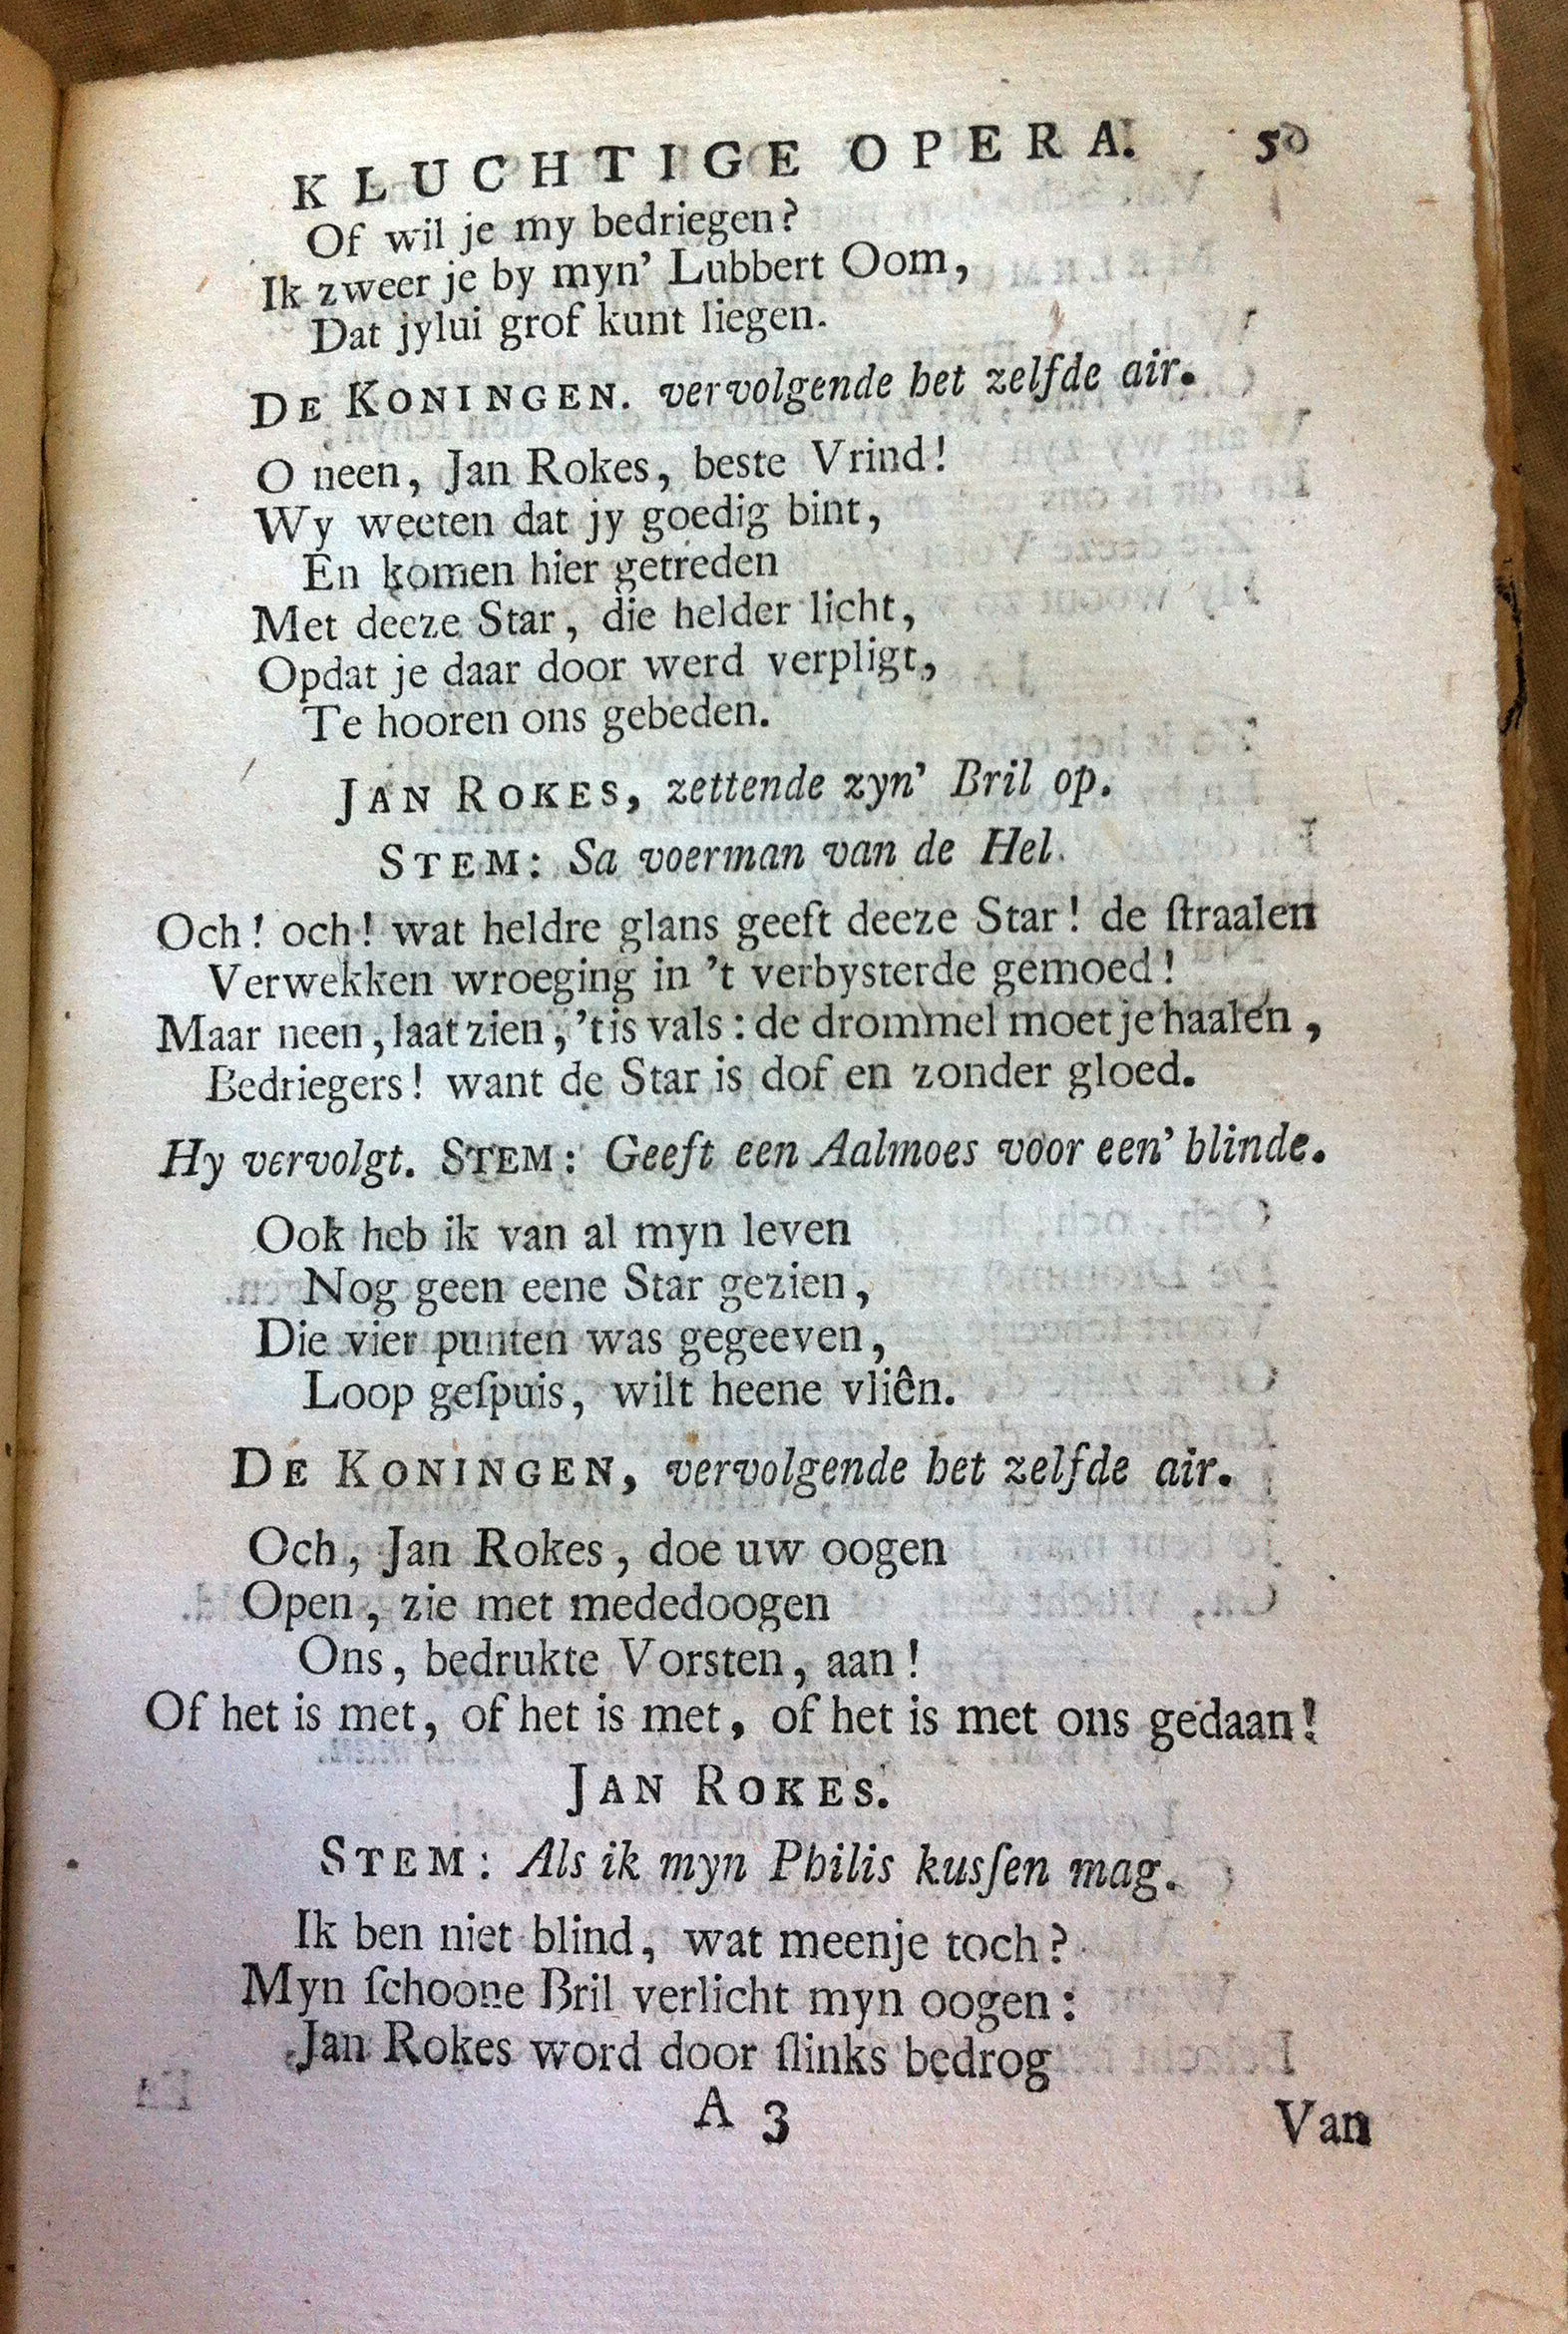 KLUCHTIGE OPERA. 5
Of wil je my bedriegen?
Ik zweer je by myn' Lubbert Oom,
Dat jylui grof kunt liegen.
DE KONINGEN. vervolgende het zelfde air.
O neen, Jan Rokes, beste Vrind!
Wy weeten dat jy goedig bint,
En komen hier getreden
Met deeze Star, die helder licht,
Opdat je daar door werd verpligt,
Te hooren ons gebeden.
JAN ROKES, zettende zyn' Bril op.
STEM: Sa voerman van de Hel.
Och! och! wat heldre glans geeft deeze Star! de ſtraalen
Verwekken wroeging in 't verbysterde gemoed!
Maar neen, laat zien, 't is vals: de drommel moet je haalen,
Bedriegers! want de Star is dof en zonder gloed.
Hy vervolgt. STEM: Geeft een Aalmoes voor een' blinde.
Ook heb ik van al myn leven
Nog geen eene Star gezien,
Die vier punten was gegeeven,
Loop geſpuis, wilt heene vliên.
DE KONINGEN, vervolgende het zelfde air.
Och, Jan Rokes, doe uw oogen
Open, zie met mededoogen
Ons, bedrukte Vorsten, aan!
Of het is met, of het is met, of het is met ons gedaan!
JAN ROKES.
STEM: Als ik myn Philis kusſen mag.
Ik ben niet blind, wat meenje toch?
Myn ſchoone Bril verlicht myn oogen:
Jan Rokes word door ſlinks bedrog
A 3 Van